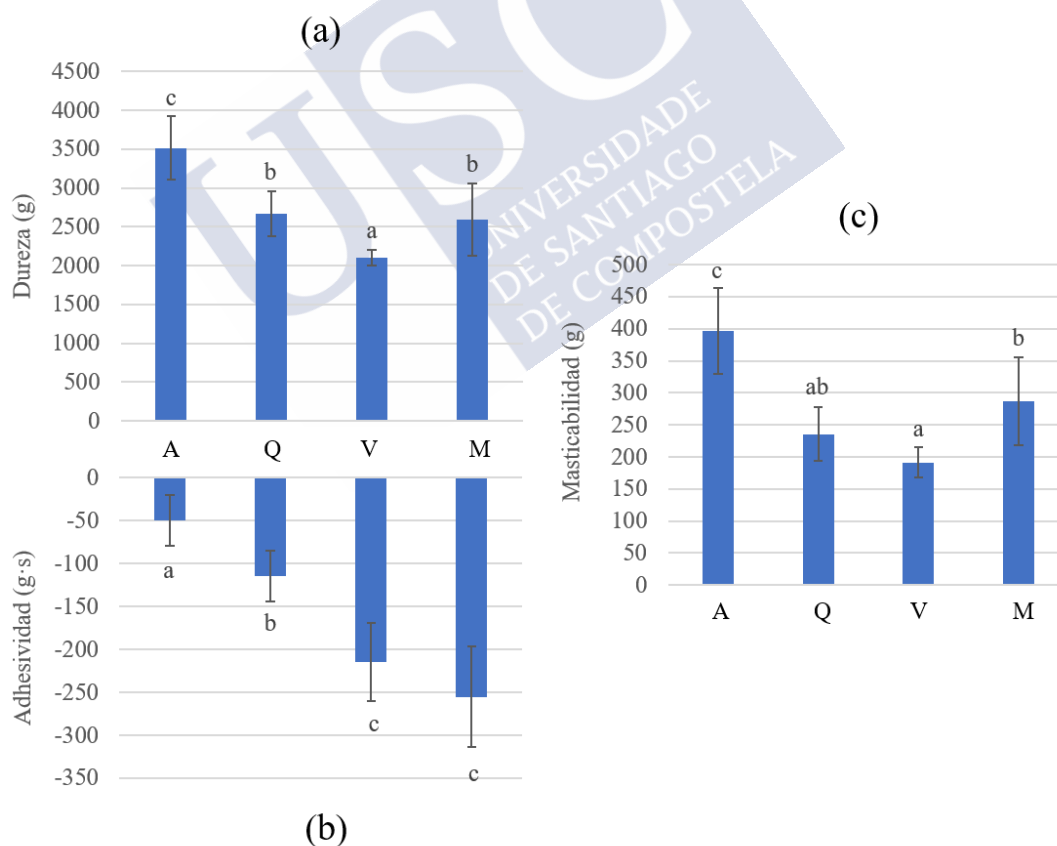 (a)
USC
UNIVERSIDADE
DE SANTIAGO
DE COMPOSTELA
Dureza (g)
4500
4000
3500
3000
2500
2000
1500
1000
500
0
c
b
a
b
A Q V M
Adhesividad (g·s)
0
-50
-100
-150
-200
-250
-300
-350
a
b
c
c
(b)
(c)
Masticabilidad (g)
500
450
400
350
300
250
200
150
100
50
0
c
ab
a
b
A Q V M